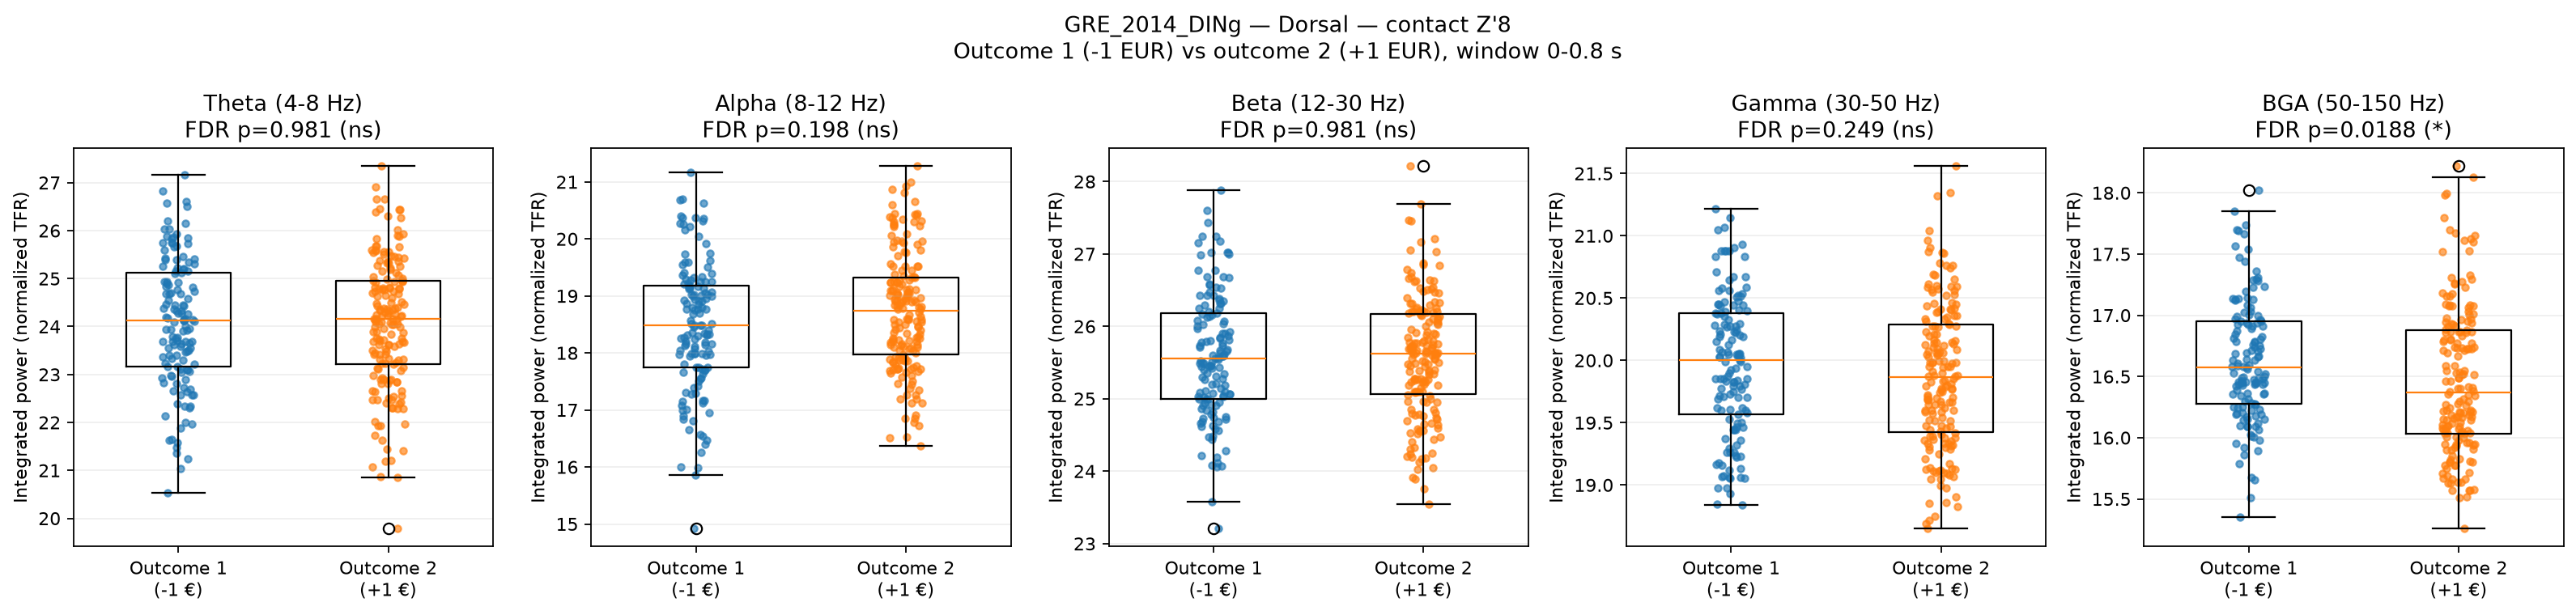 GRE_2014_DINg — Dorsal — contact Z'8
Outcome 1 (-1 EUR) vs outcome 2 (+1 EUR), window 0-0.8 s
Theta (4-8 Hz)
FDR p=0.981 (ns)
Integrated power (normalized TFR)
27
26
25
24
23
22
21
20
Outcome 1
(-1 €)
Outcome 2
(+1 €)
Alpha (8-12 Hz)
FDR p=0.198 (ns)
Integrated power (normalized TFR)
21
20
19
18
17
16
15
Outcome 1
(-1 €)
Outcome 2
(+1 €)
Beta (12-30 Hz)
FDR p=0.981 (ns)
Integrated power (normalized TFR)
28
27
26
25
24
23
Outcome 1
(-1 €)
Outcome 2
(+1 €)
Gamma (30-50 Hz)
FDR p=0.249 (ns)
Integrated power (normalized TFR)
21.5
21.0
20.5
20.0
19.5
19.0
Outcome 1
(-1 €)
Outcome 2
(+1 €)
BGA (50-150 Hz)
FDR p=0.0188 (*)
Integrated power (normalized TFR)
18.0
17.5
17.0
16.5
16.0
15.5
Outcome 1
(-1 €)
Outcome 2
(+1 €)